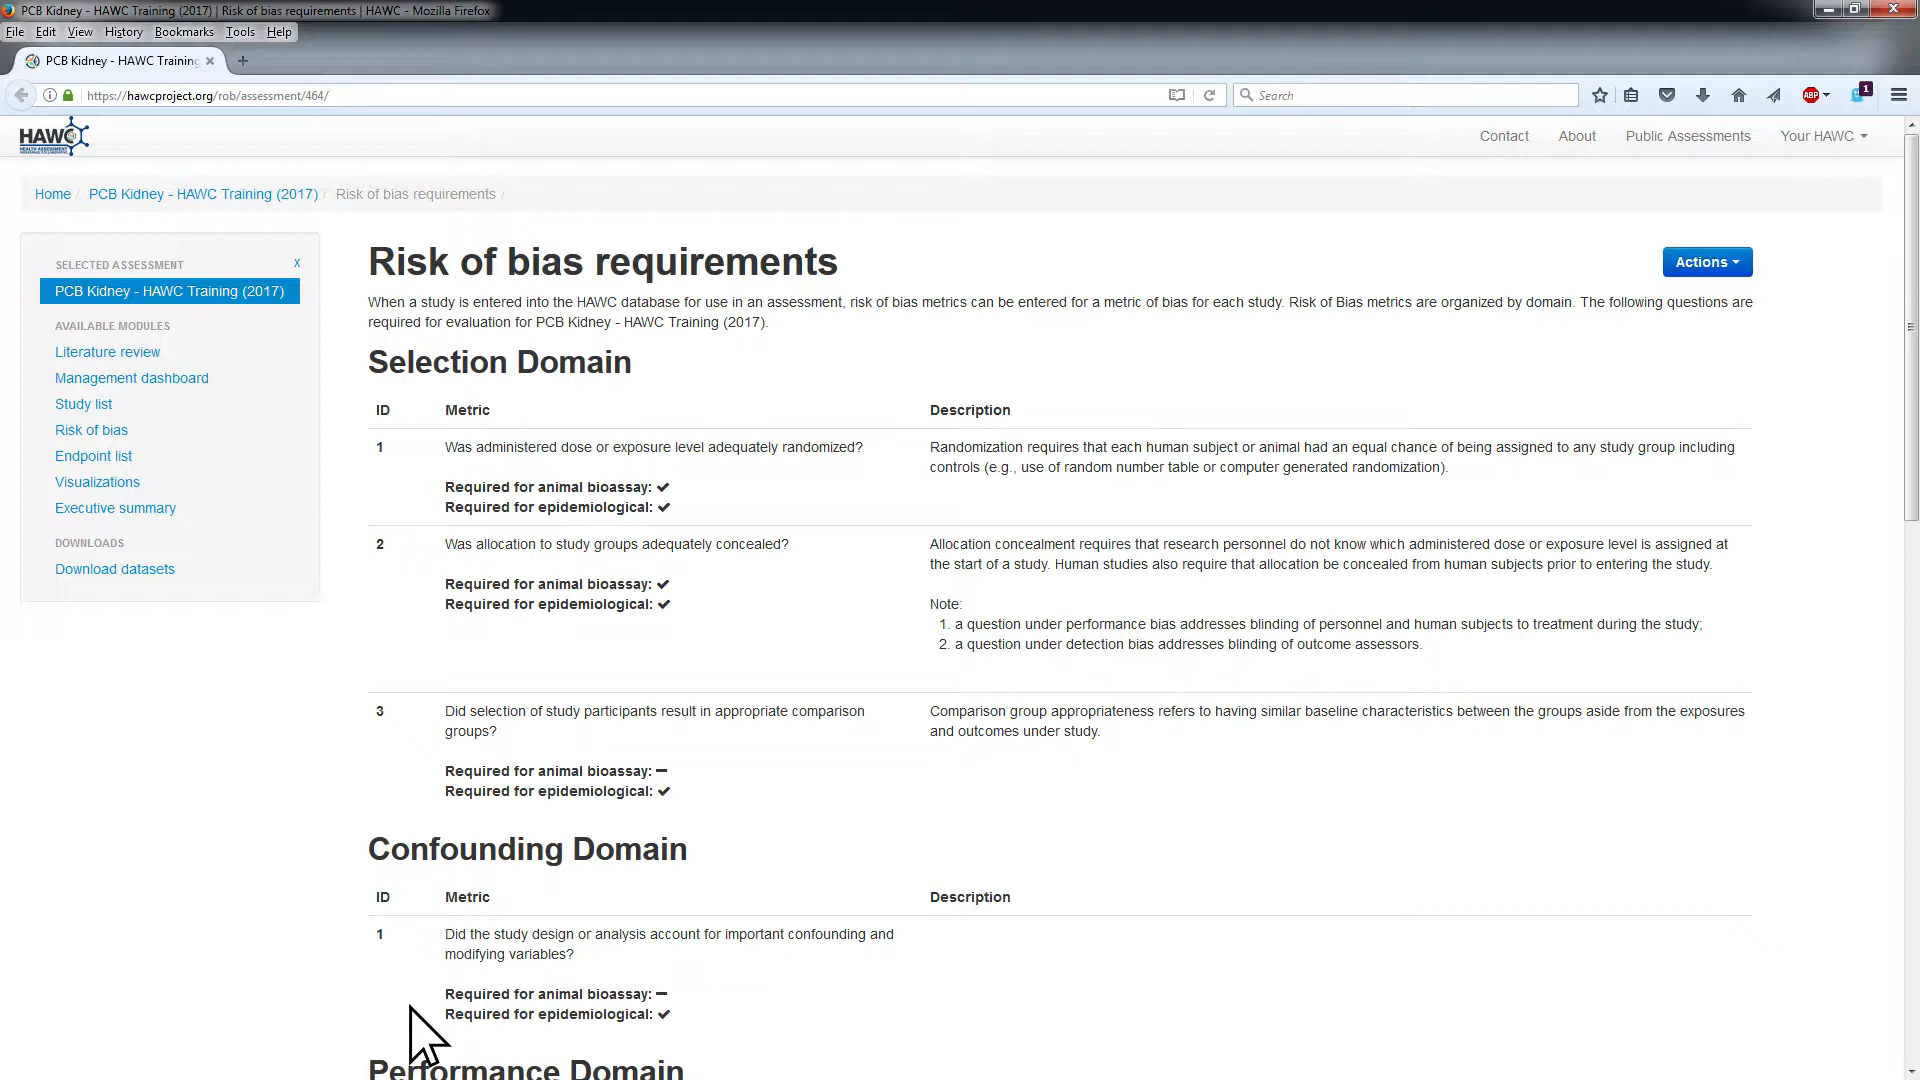 PCB Kidney - HAWC Training (2017) | Risk of bias requirements | HAWC - Mozilla Firefox
File Edit View History Bookmarks Tools Help
PCB Kidney - HAWC Training
https://hawcproject.org/rob/assessment/464/
Search
ABP
1
HAWC
HEALTH ASSESSMENT
WORKSPACE COLLABORATIVE
Contact About Public Assessments Your HAWC
Home / PCB Kidney - HAWC Training (2017) / Risk of bias requirements /
SELECTED ASSESSMENT x
PCB Kidney - HAWC Training (2017)
AVAILABLE MODULES
Literature review
Management dashboard
Study list
Risk of bias
Endpoint list
Visualizations
Executive summary
DOWNLOADS
Download datasets
Risk of bias requirements
Actions
When a study is entered into the HAWC database for use in an assessment, risk of bias metrics can be entered for a metric of bias for each study. Risk of Bias metrics are organized by domain. The following questions are
required for evaluation for PCB Kidney - HAWC Training (2017).
Selection Domain
ID Metric Description
1 Was administered dose or exposure level adequately randomized? Randomization requires that each human subject or animal had an equal chance of being assigned to any study group including
controls (e.g., use of random number table or computer generated randomization).
Required for animal bioassay: ✔
Required for epidemiological: ✔
2 Was allocation to study groups adequately concealed? Allocation concealment requires that research personnel do not know which administered dose or exposure level is assigned at
the start of a study. Human studies also require that allocation be concealed from human subjects prior to entering the study.
Required for animal bioassay: ✔
Required for epidemiological: ✔
Note:
1. a question under performance bias addresses blinding of personnel and human subjects to treatment during the study;
2. a question under detection bias addresses blinding of outcome assessors.
3 Did selection of study participants result in appropriate comparison Comparison group appropriateness refers to having similar baseline characteristics between the groups aside from the exposures
groups? and outcomes under study.
Required for animal bioassay: –
Required for epidemiological: ✔
Confounding Domain
ID Metric Description
1 Did the study design or analysis account for important confounding and
modifying variables?
Required for animal bioassay: –
Required for epidemiological: ✔
Performance Domain